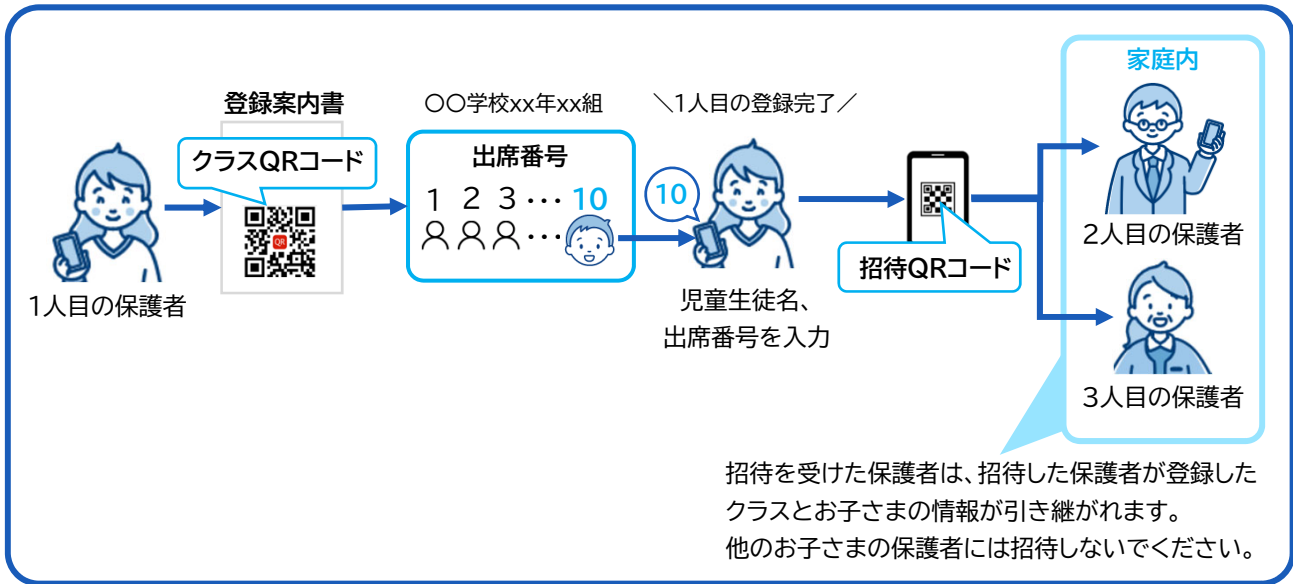 家庭内
登録案内書
〇〇学校xx年xx組
＼1人目の登録完了／
クラスQRコード
QR
出席番号
1 2 3 ・・・ 10
・・・
10
招待QRコード
1人目の保護者
児童生徒名、
出席番号を入力
2人目の保護者
3人目の保護者
招待を受けた保護者は、招待した保護者が登録した
クラスとお子さまの情報が引き継がれます。
他のお子さまの保護者には招待しないでください。